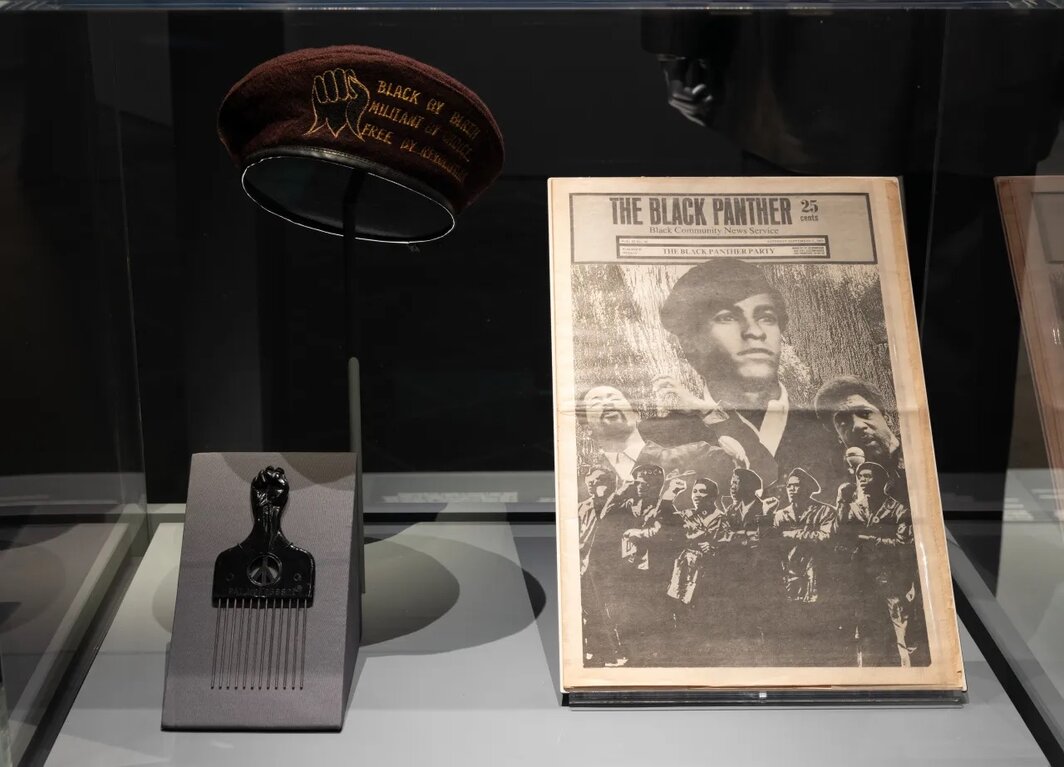 BLACK BY BIRTH
MILITANT BY CHOICE
FREE BY REVOLUTION
THE BLACK PANTHER 25
cents
Black Community News Service
THE BLACK PANTHER PARTY